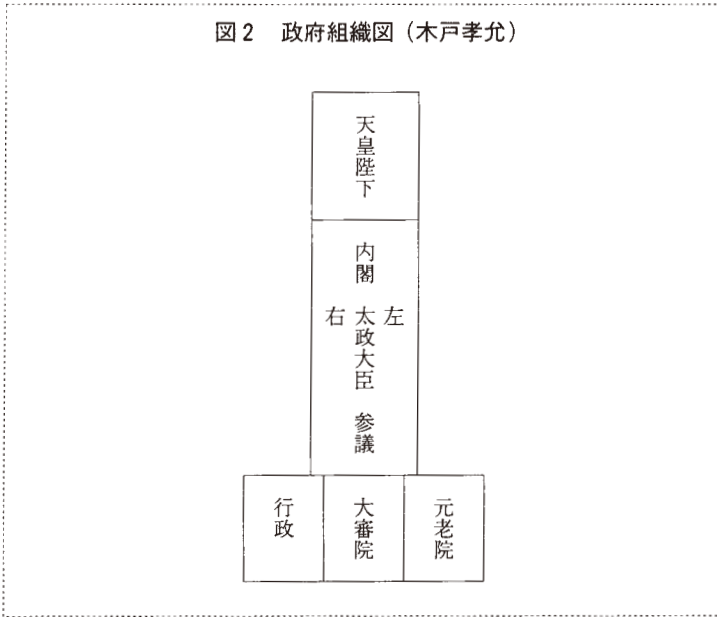 図2 政府組織図（木戸孝允）
天皇陛下
内閣
左
太政大臣
右
参議
元老院
大審院
行政